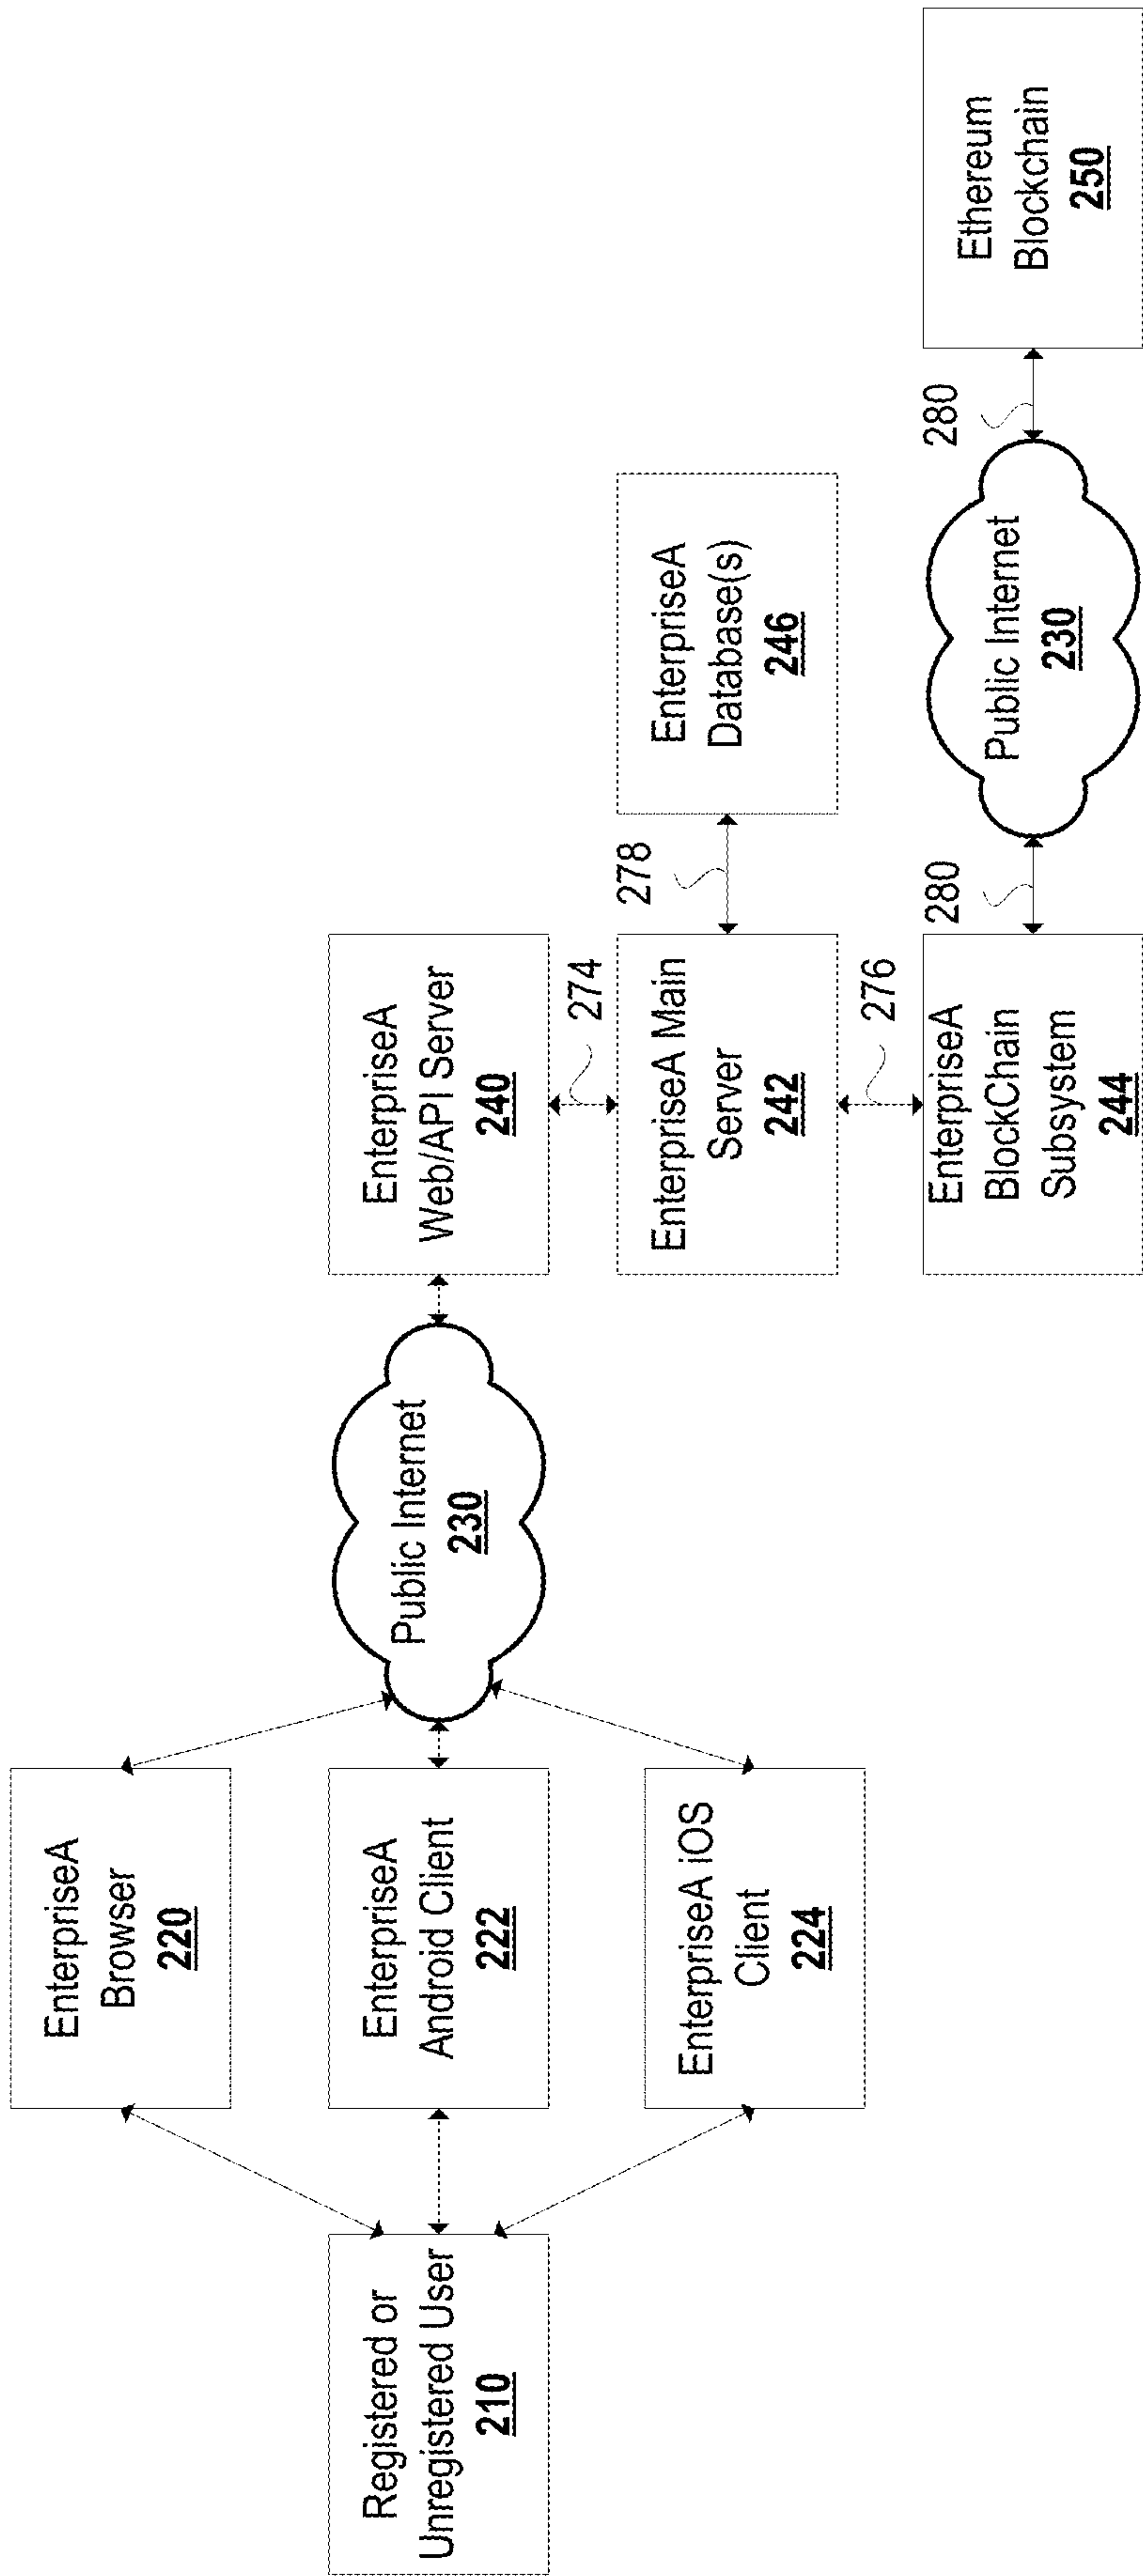 EnterpriseA
Browser
220
Registered or
Unregistered User
210
EnterpriseA
Android Client
222
Public Internet
230
EnterpriseA
Web/API Server
240
274
EnterpriseA iOS
Client
224
EnterpriseA Main
Server
242
278
EnterpriseA
Database(s)
246
276
EnterpriseA
BlockChain
Subsystem
244
280
Public Internet
230
280
Ethereum
Blockchain
250